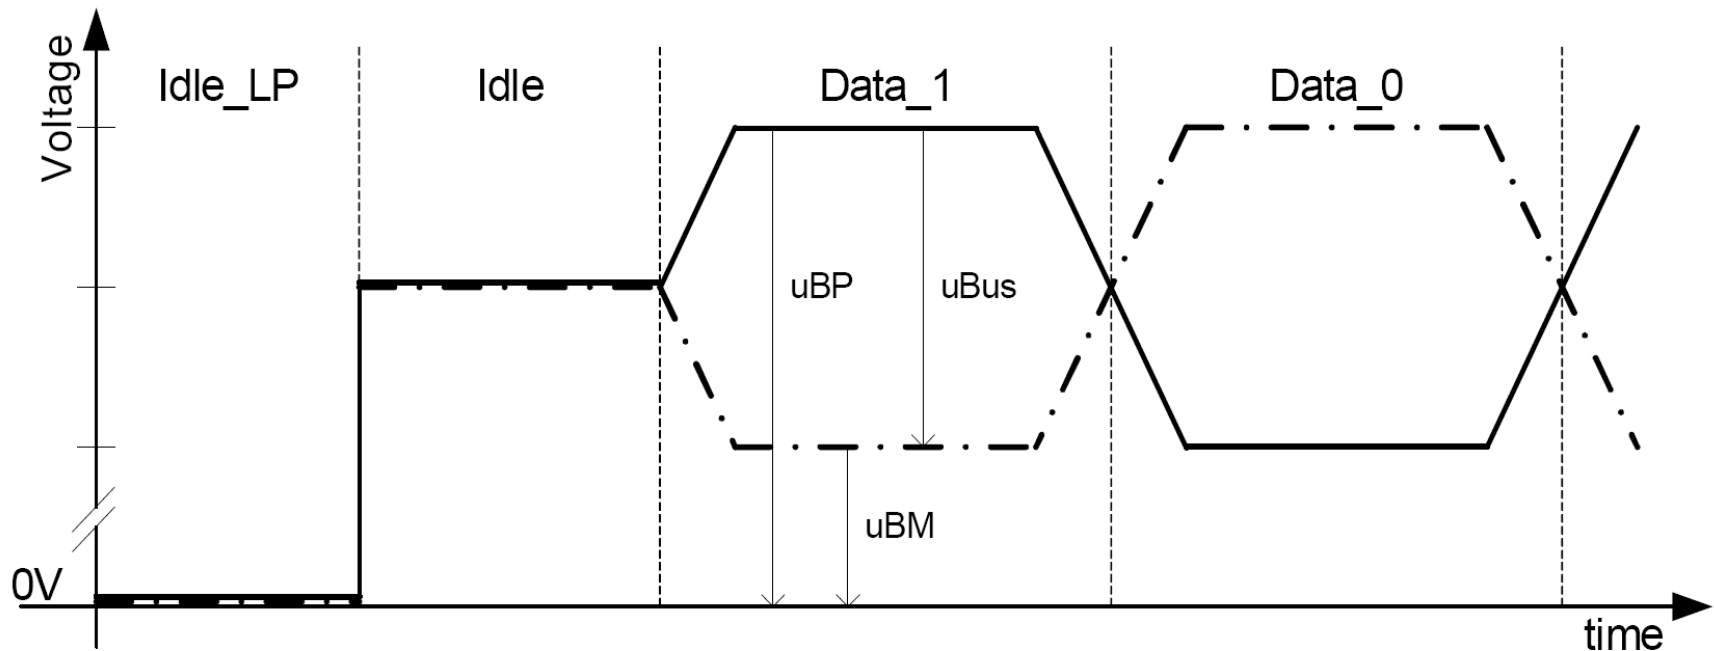 Voltage
Idle_LP
Idle
Data_1
Data_0
uBP
uBus
uBM
0V
time